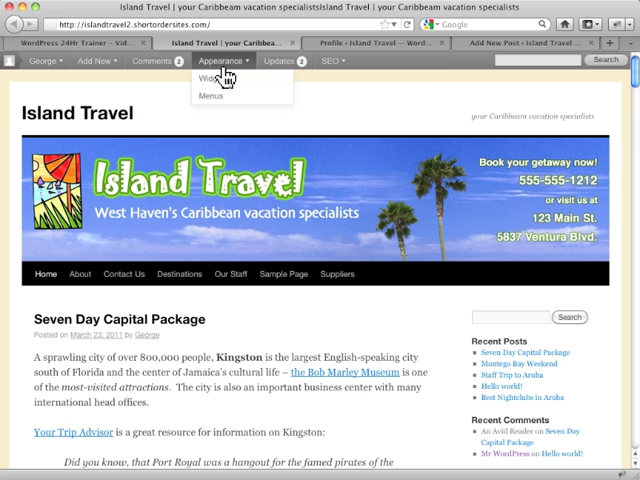 Island Travel | your Caribbean vacation specialistsIsland Travel | your Caribbean vacation specialists
http://islandtravel2.shortordersites.com/
Google
WordPress 24Hr Trainer – Vid...
Island Travel | your Caribbea...
Profile ‹ Island Travel — Word...
Add New Post ‹ Island Travel ...
George
Add New
Comments 2
Appearance
Updates 2
SEO
Search
Menus
Island Travel
your Caribbean vacation specialists
Island Travel
West Haven's Caribbean vacation specialists
Book your getaway now!
555-555-1212
or visit us at
123 Main St.
5837 Ventura Blvd.
Home About Contact Us Destinations Our Staff Sample Page Suppliers
Seven Day Capital Package
Posted on March 23, 2011 by George
A sprawling city of over 800,000 people, Kingston is the largest English-speaking city
south of Florida and the center of Jamaica's cultural life – the Bob Marley Museum is one
of the most-visited attractions. The city is also an important business center with many
international head offices.
Your Trip Advisor is a great resource for information on Kingston:
Did you know, that Port Royal was a hangout for the famed pirates of the
Search
Recent Posts
Seven Day Capital Package
Montego Bay Weekend
Staff Trip to Aruba
Hello world!
Best Nightclubs in Aruba
Recent Comments
An Avid Reader on Seven Day
Capital Package
Mr WordPress on Hello world!